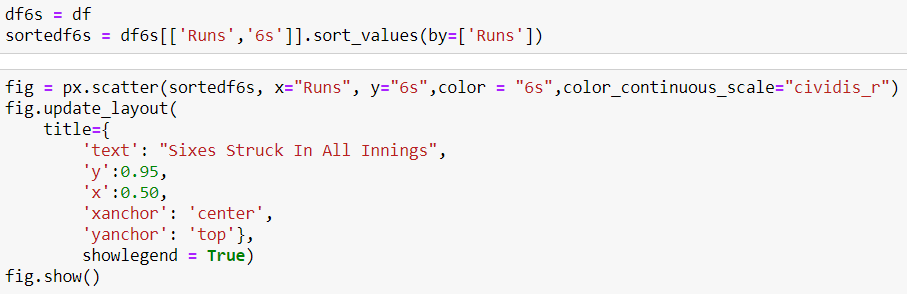 df6s = df
sortedf6s = df6s[['Runs','6s']].sort_values(by=['Runs'])
fig = px.scatter(sortedf6s, x="Runs", y="6s",color = "6s",color_continuous_scale="cividis_r")
fig.update_layout(
    title={
        'text': "Sixes Struck In All Innings",
        'y':0.95,
        'x':0.50,
        'xanchor': 'center',
        'yanchor': 'top'},
        showlegend = True)
fig.show()